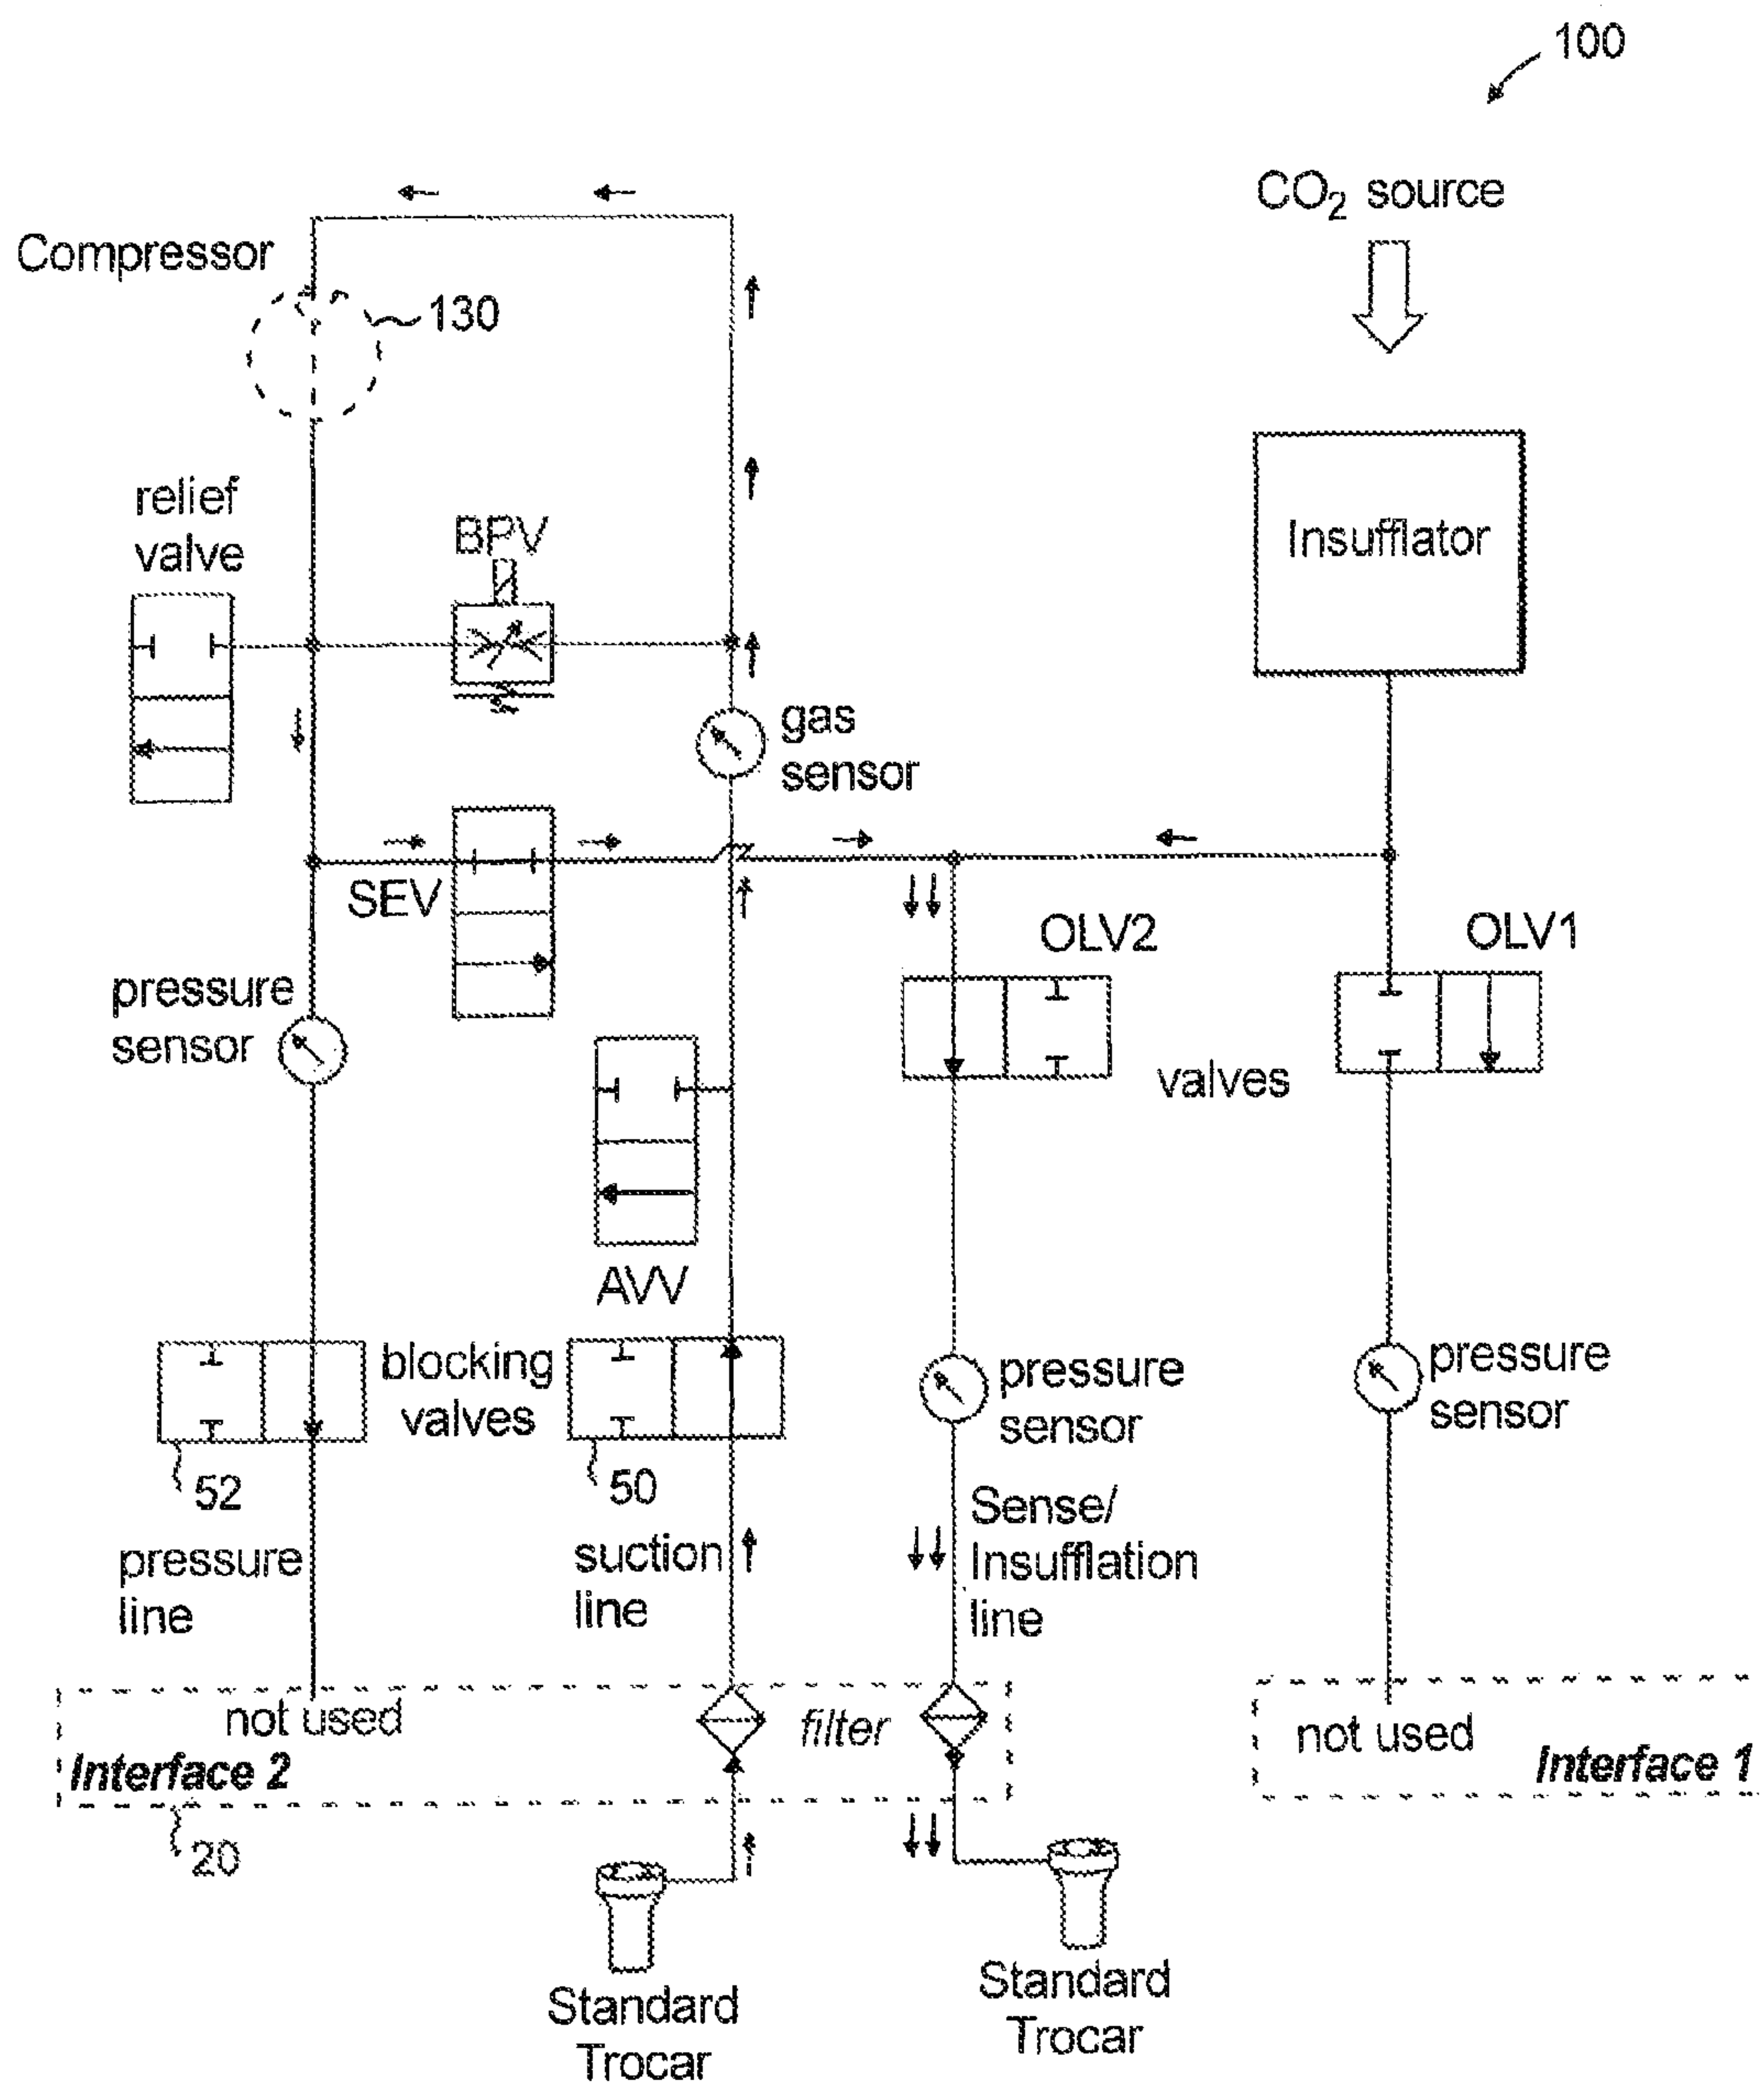 100
CO₂ source
Compressor
130
relief
valve
BPV
Insufflator
gas
sensor
SEV
OLV2
OLV1
pressure
sensor
valves
AVV
blocking
valves
52
50
pressure
sensor
pressure
sensor
pressure
line
suction
line
Sense/
Insufflation
line
not used
filter
Interface 2
not used
Interface 1
20
Standard
Trocar
Standard
Trocar